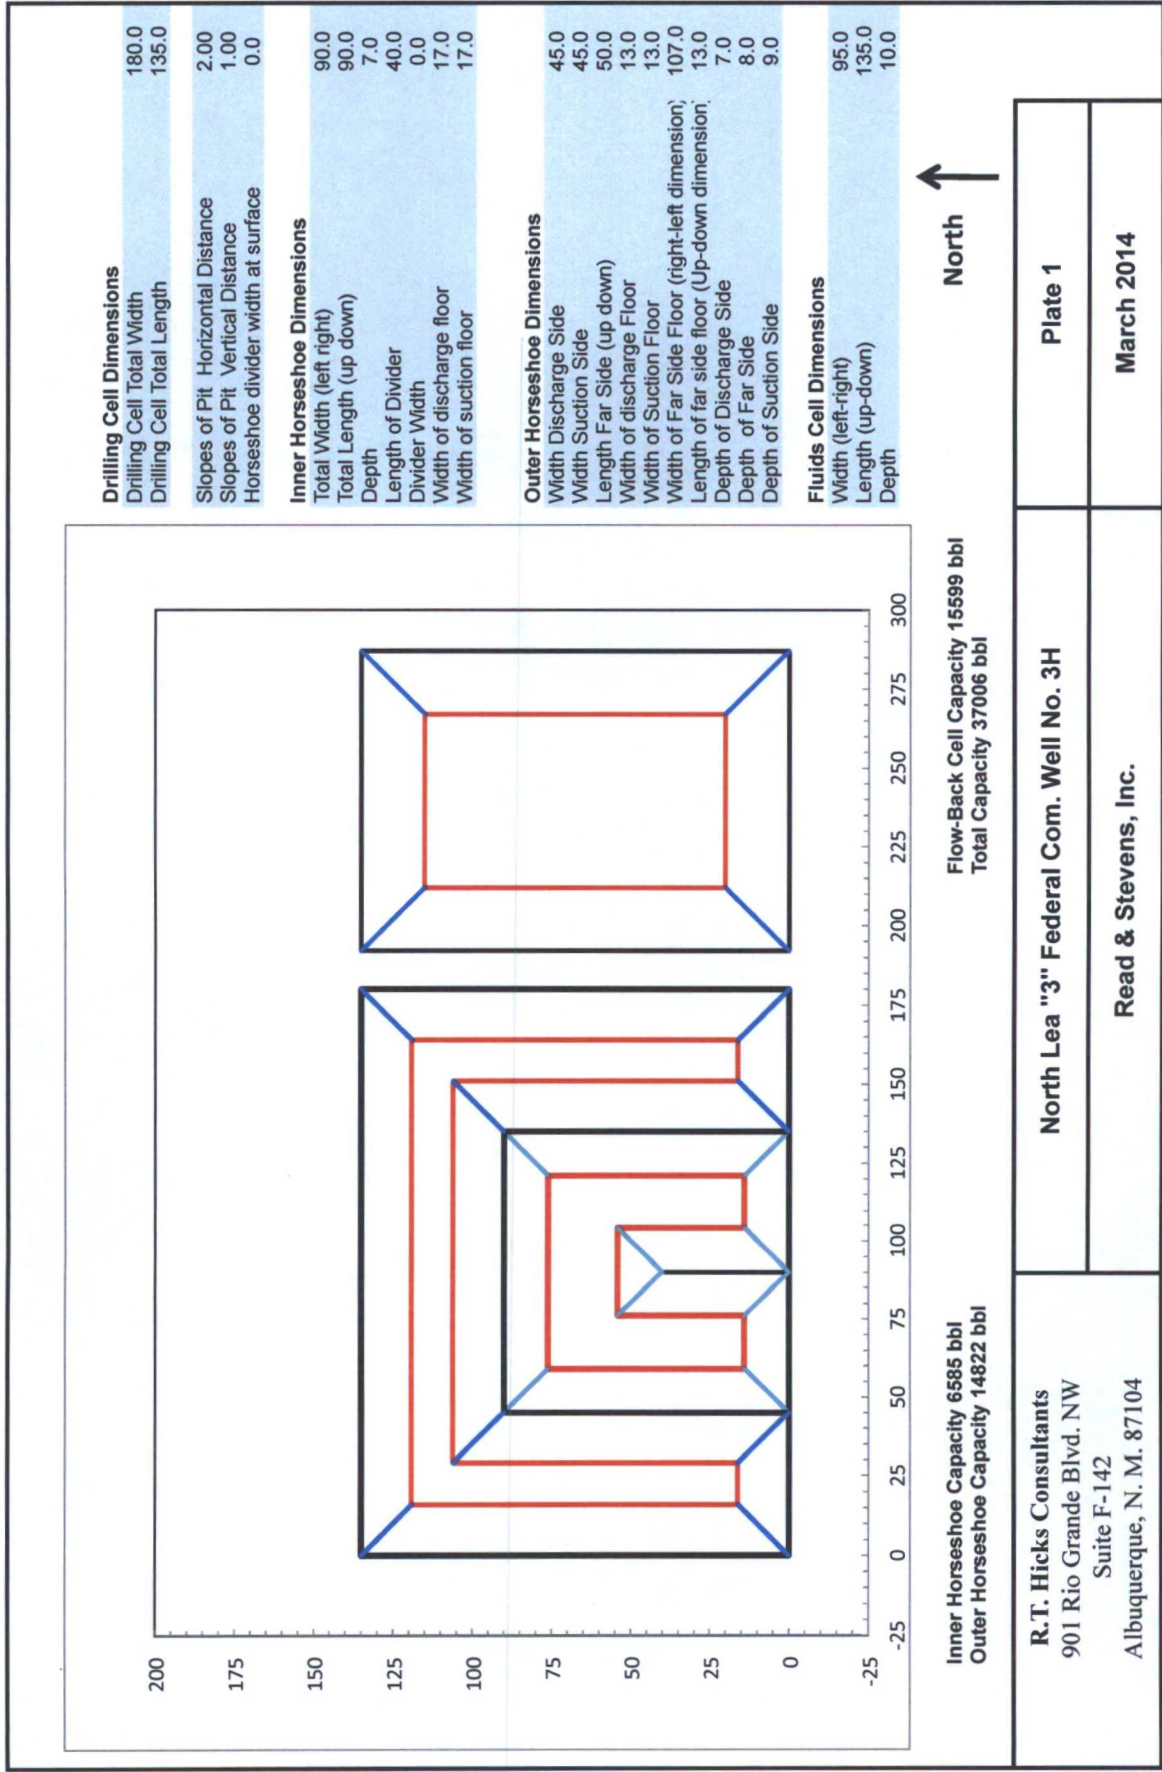 Drilling Cell Dimensions
Drilling Cell Total Width 180.0
Drilling Cell Total Length 135.0
Slopes of Pit Horizontal Distance 2.00
Slopes of Pit Vertical Distance 1.00
Horseshoe divider width at surface 0.0
Inner Horseshoe Dimensions
Total Width (left right) 90.0
Total Length (up down) 90.0
Depth 7.0
Length of Divider 40.0
Divider Width 0.0
Width of discharge floor 17.0
Width of suction floor 17.0
Outer Horseshoe Dimensions
Width Discharge Side 45.0
Width Suction Side 45.0
Length Far Side (up down) 50.0
Width of discharge Floor 13.0
Width of Suction Floor 13.0
Width of Far Side Floor (right-left dimension) 107.0
Length of far side floor (Up-down dimension) 13.0
Depth of Discharge Side 7.0
Depth of Far Side 8.0
Depth of Suction Side 9.0
Fluids Cell Dimensions
Width (left-right) 95.0
Length (up-down) 135.0
Depth 10.0
200
175
150
125
100
75
50
25
0
-25
-25 0 25 50 75 100 125 150 175 200 225 250 275 300
Inner Horseshoe Capacity 6585 bbl
Outer Horseshoe Capacity 14822 bbl
Flow-Back Cell Capacity 15599 bbl
Total Capacity 37006 bbl
North
R.T. Hicks Consultants
901 Rio Grande Blvd. NW
Suite F-142
Albuquerque, N. M. 87104
North Lea "3" Federal Com. Well No. 3H
Read & Stevens, Inc.
Plate 1
March 2014